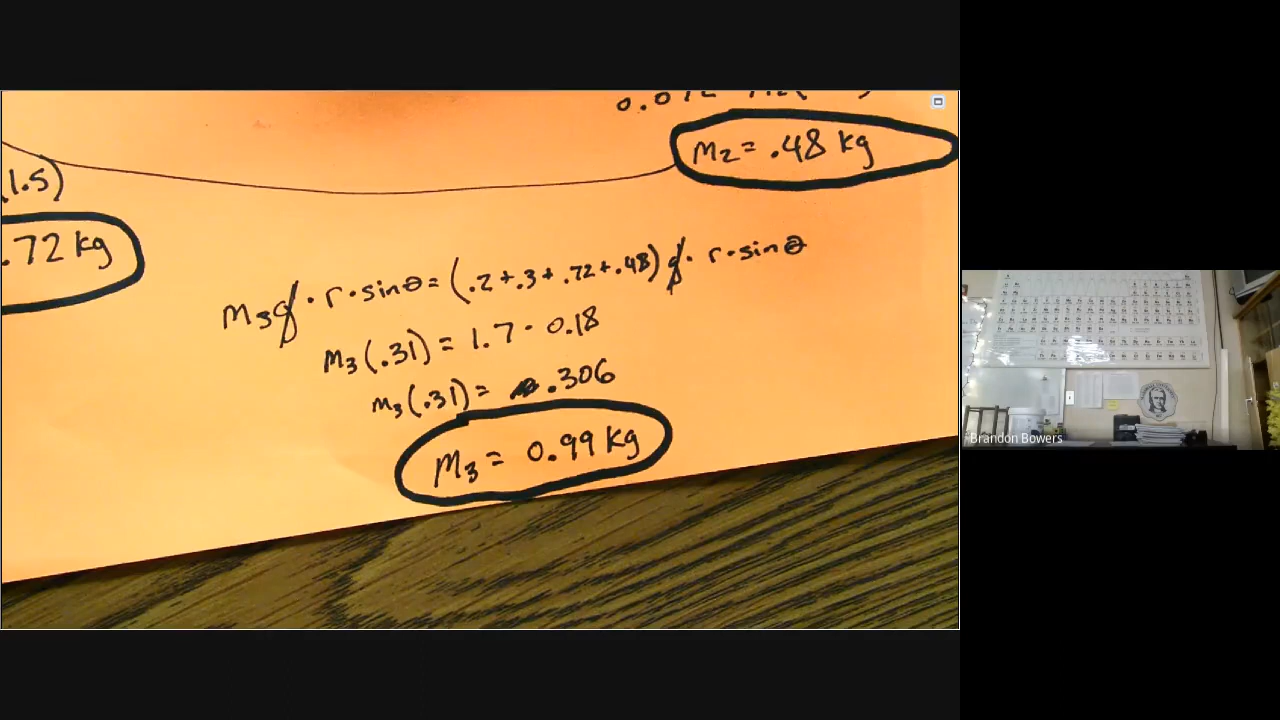 m₂ = .48 kg
(1.5)
.72 kg
m₃g · r · sinθ = (.2 + .3 + .72 + .48) g · r · sinθ
m₃(.31) = 1.7 · 0.18
m₃(.31) = .306
m₃ = 0.99 kg
Brandon Bowers